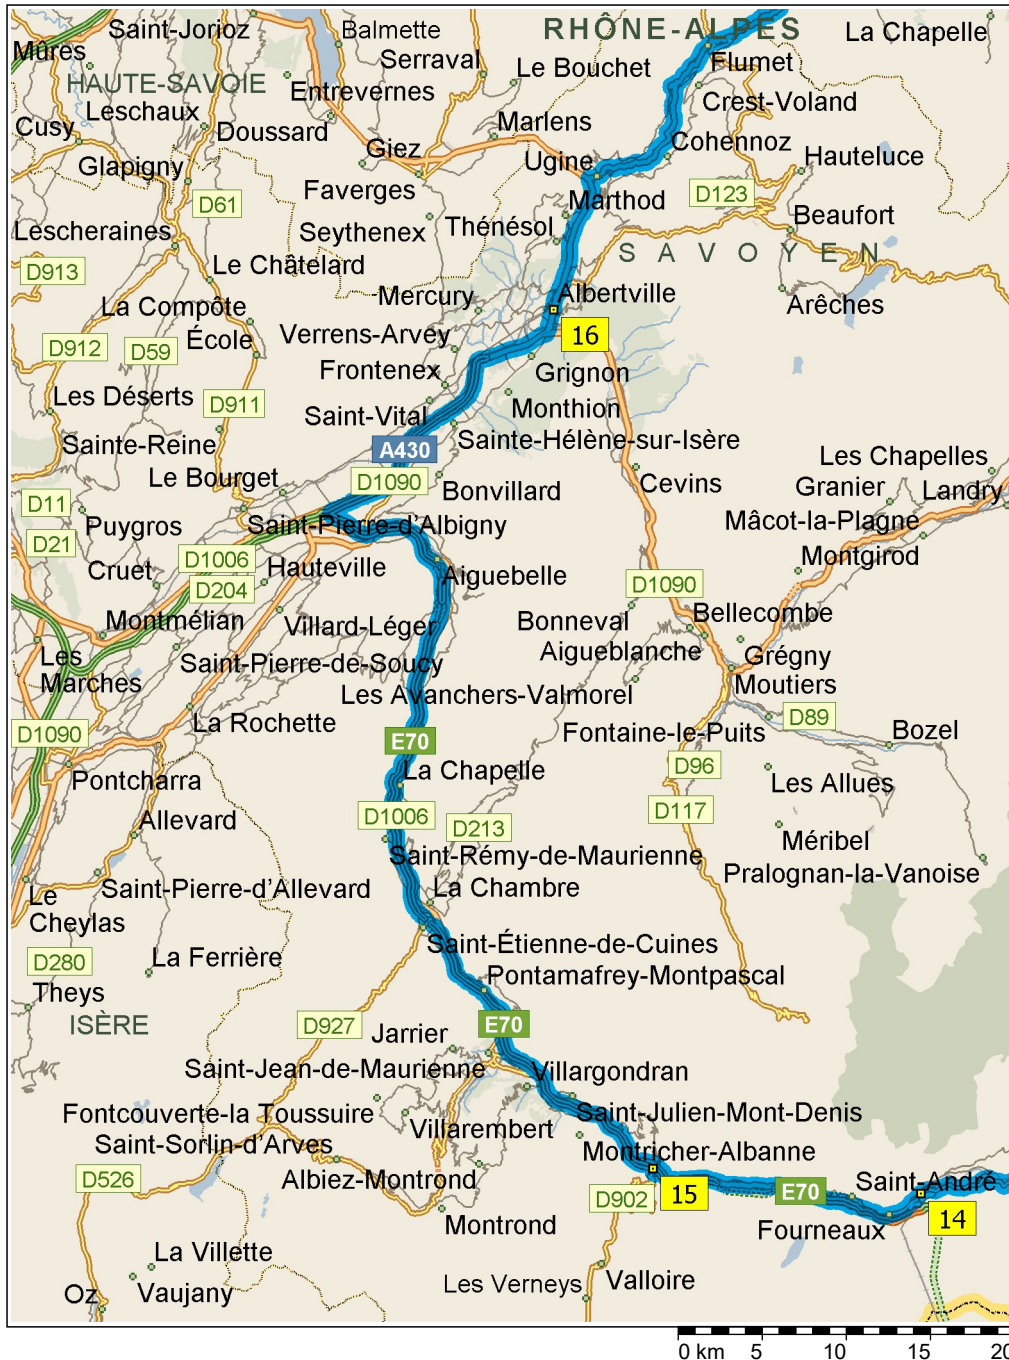 Saint-Jorioz
Balmette
RHÔNE-ALPES
La Chapelle
Mûres
Serraval
Le Bouchet
Flumet
HAUTE-SAVOIE
Entrevernes
Crest-Voland
Leschaux
Cusy
Doussard
Marlens
Cohennoz
Giez
Ugine
Hauteluce
Glapigny
Faverges
Marthod
D123
D61
Thénésol
Beaufort
Lescheraines
Seythenex
SAVOYEN
D913
Le Châtelard
Mercury
Albertville
Arêches
La Compôte
Verrens-Arvey
16
École
D912
D59
Frontenex
Grignon
Les Déserts
D911
Saint-Vital
Monthion
Sainte-Reine
A430
Sainte-Hélène-sur-Isère
Le Bourget
D1090
Bonvillard
Cevins
Les Chapelles
Granier
Landry
D11
Puygros
Saint-Pierre-d'Albigny
Mâcot-la-Plagne
D21
D1006
Hauteville
Montgirod
Cruet
D204
Aiguebelle
D1090
Montmélian
Villard-Léger
Bonneval
Bellecombe
Les
Marches
Saint-Pierre-de-Soucy
Aigueblanche
Grégny
Les Avanchers-Valmorel
Moutiers
La Rochette
D89
D1090
E70
Fontaine-le-Puits
Bozel
Pontcharra
La Chapelle
D96
Les Allues
Allevard
D1006
D213
D117
Méribel
Saint-Rémy-de-Maurienne
Pralognan-la-Vanoise
Le
Cheylas
Saint-Pierre-d'Allevard
La Chambre
Saint-Étienne-de-Cuines
D280
La Ferrière
Pontamafrey-Montpascal
Theys
ISÈRE
D927
Jarrier
E70
Saint-Jean-de-Maurienne
Villargondran
Fontcouverte-la Toussuire
Villarembert
Saint-Julien-Mont-Denis
Saint-Sorlin-d'Arves
Montricher-Albanne
D526
Albiez-Montrond
D902
15
E70
Saint-André
Montrond
Fourneaux
14
La Villette
Oz
Vaujany
Les Verneys
Valloire
0 km 5 10 15 20